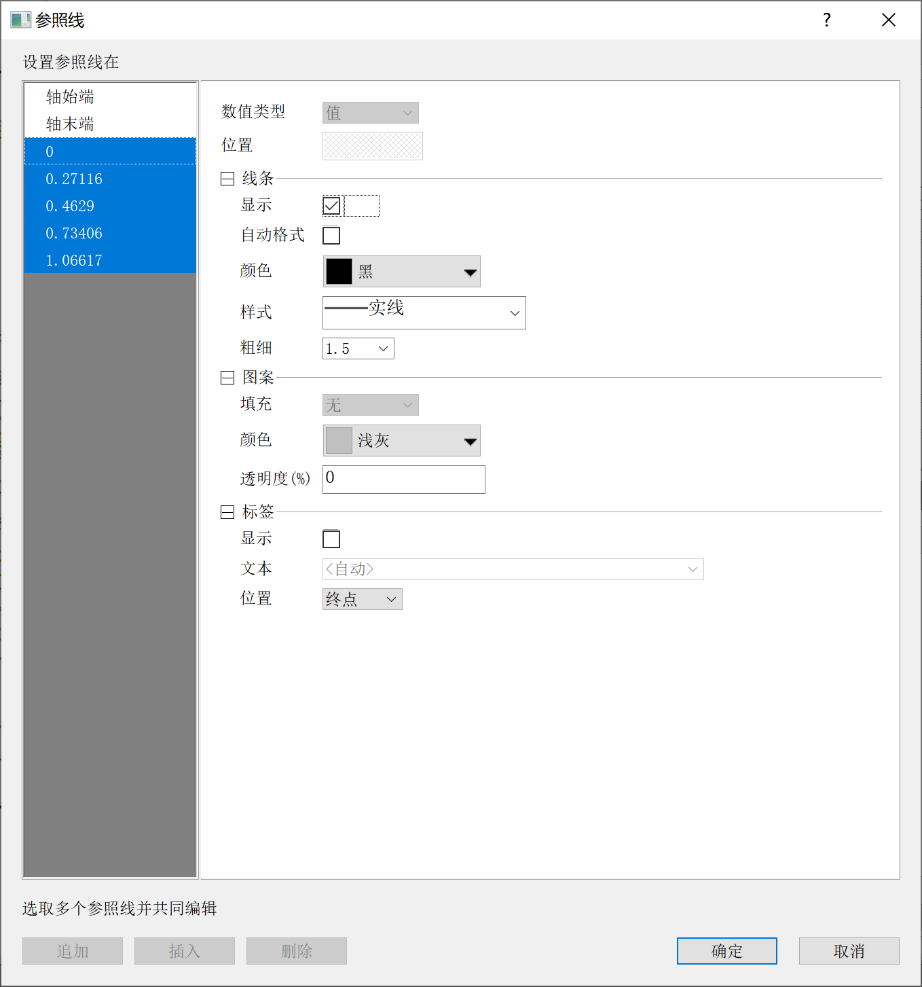 参照线
?
设置参照线在
轴始端
轴末端
0
0.27116
0.4629
0.73406
1.06617
数值类型 值
位置
线条
显示
自动格式
颜色 黑
样式 实线
粗细 1.5
图案
填充 无
颜色 浅灰
透明度(%) 0
标签
显示
文本 <自动>
位置 终点
选取多个参照线并共同编辑
追加 插入 删除 确定 取消